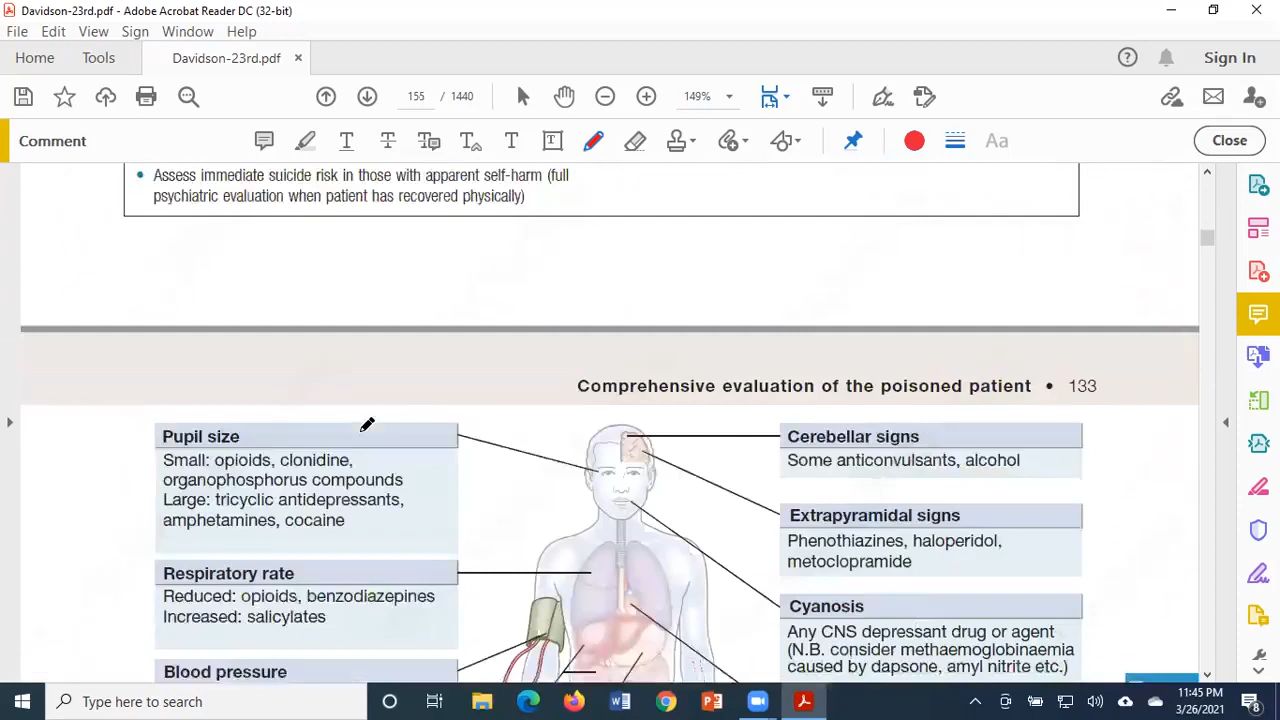 Davidson-23rd.pdf - Adobe Acrobat Reader DC (32-bit)
File Edit View Sign Window Help
Home Tools Davidson-23rd.pdf × Sign In
155 / 1440 149%
Comment Aa Close
• Assess immediate suicide risk in those with apparent self-harm (full
psychiatric evaluation when patient has recovered physically)
Comprehensive evaluation of the poisoned patient • 133
Pupil size
Small: opioids, clonidine,
organophosphorus compounds
Large: tricyclic antidepressants,
amphetamines, cocaine
Respiratory rate
Reduced: opioids, benzodiazepines
Increased: salicylates
Blood pressure
Cerebellar signs
Some anticonvulsants, alcohol
Extrapyramidal signs
Phenothiazines, haloperidol,
metoclopramide
Cyanosis
Any CNS depressant drug or agent
(N.B. consider methaemoglobinaemia
caused by dapsone, amyl nitrite etc.)
Type here to search
11:45 PM
3/26/2021
8